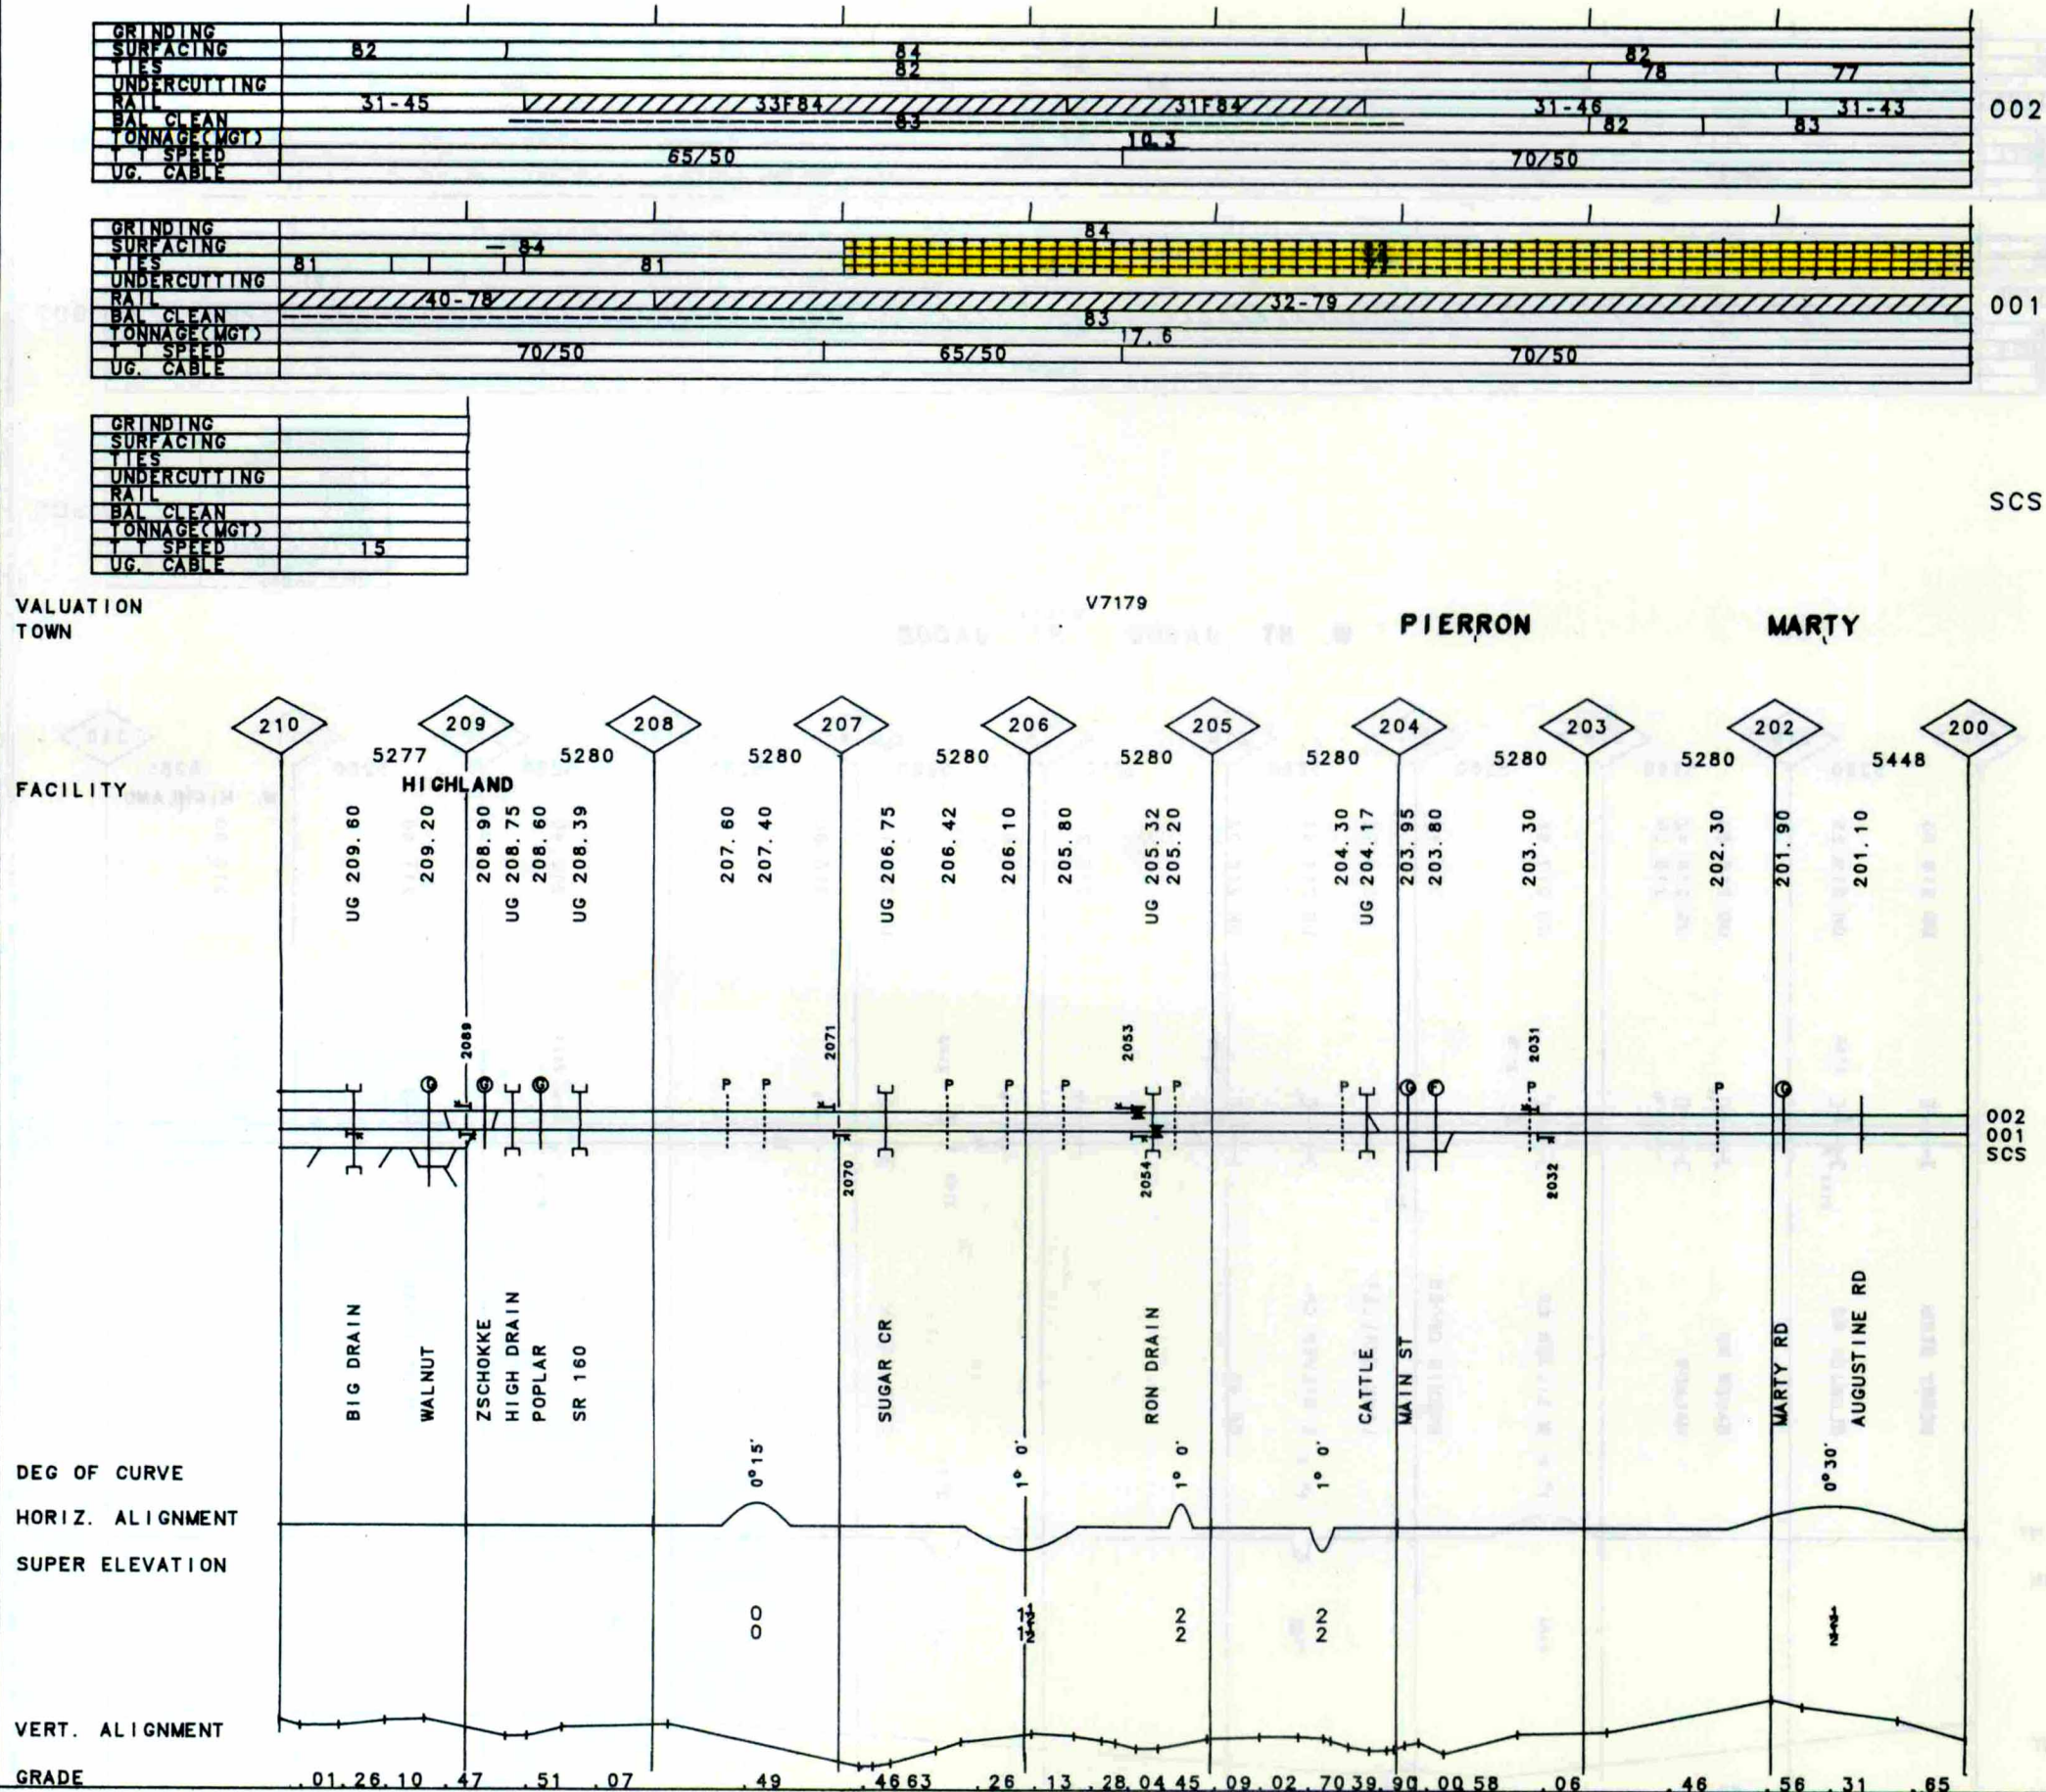 GRINDING
SURFACING 82 84 82
TIES 82 78 77
UNDERCUTTING
RAIL 31-45 33F84 31F84 31-46 31-43 002
BAL CLEAN 83 82 83
TONNAGE(MGT) 10.3
T T SPEED 65/50 70/50
UG. CABLE
GRINDING 84
SURFACING 84
TIES 81 81
UNDERCUTTING
RAIL 40-78 32-79 001
BAL CLEAN 83
TONNAGE(MGT) 17.6
T T SPEED 70/50 65/50 70/50
UG. CABLE
GRINDING
SURFACING
TIES
UNDERCUTTING
RAIL SCS
BAL CLEAN
TONNAGE(MGT)
T T SPEED 15
UG. CABLE
VALUATION V7179
TOWN PIERRON MARTY
210 209 208 207 206 205 204 203 202 200
5277 5280 5280 5280 5280 5280 5280 5280 5448
FACILITY HIGHLAND
UG 209.60 209.20 208.90 UG 208.75 208.60 UG 208.39 207.60 207.40 UG 206.75 206.42 206.10 205.80 UG 205.32 205.20 204.30 UG 204.17 203.95 203.80 203.30 202.30 201.90 201.10
2089 2071 2053 2031
G G G P P P P P P P G P P G
002
001
SCS
2070 2054 2032
BIG DRAIN WALNUT ZSCHOKKE HIGH DRAIN POPLAR SR 160 SUGAR CR RON DRAIN CATTLE MAIN ST MARTY RD AUGUSTINE RD
DEG OF CURVE 0°15' 1° 0' 1° 0' 1° 0' 0°30'
HORIZ. ALIGNMENT
SUPER ELEVATION
0 1½ 2 2
0 1½ 2 2
VERT. ALIGNMENT
GRADE .01 .26 .10 .47 .51 .07 .49 .46 63 .26 .13 .28 .04 .45 .09 .02 .70 39 .90 .00 .58 .06 .46 .56 .31 .65